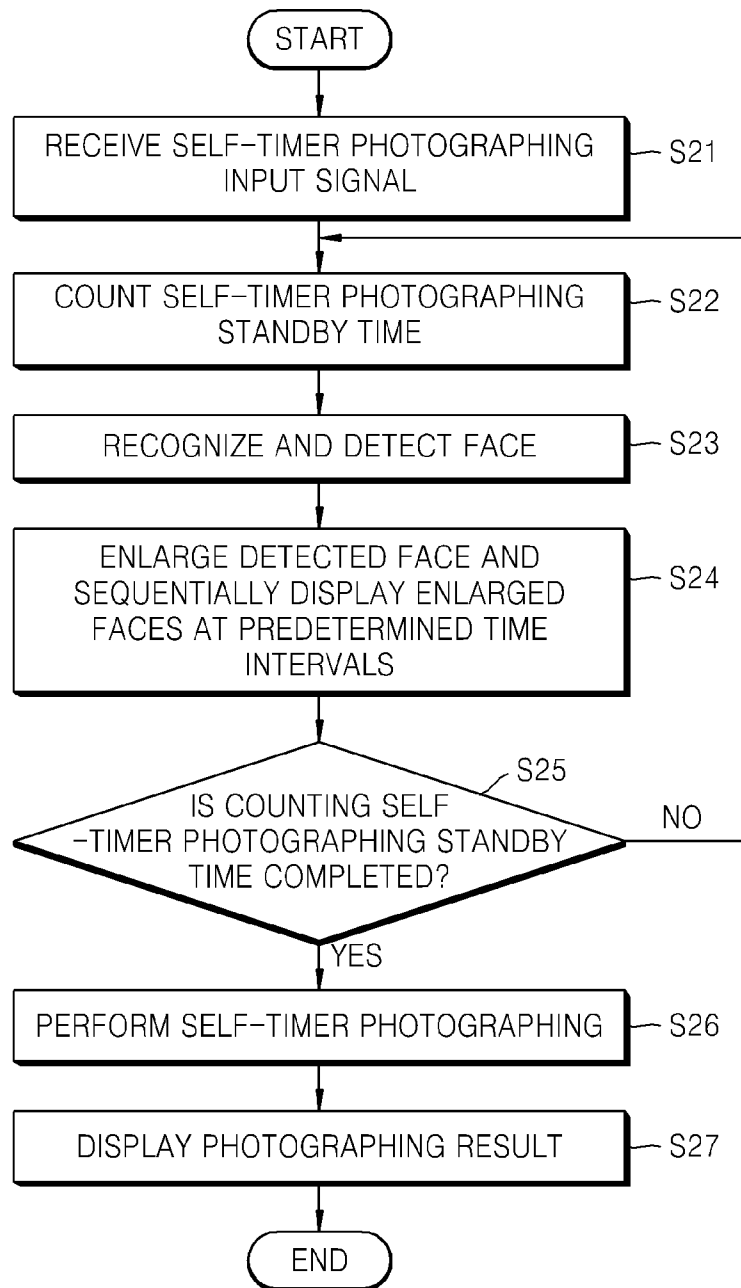 START
RECEIVE SELF-TIMER PHOTOGRAPHING
INPUT SIGNAL
S21
COUNT SELF-TIMER PHOTOGRAPHING
STANDBY TIME
S22
RECOGNIZE AND DETECT FACE
S23
ENLARGE DETECTED FACE AND
SEQUENTIALLY DISPLAY ENLARGED
FACES AT PREDETERMINED TIME
INTERVALS
S24
S25
IS COUNTING SELF
-TIMER PHOTOGRAPHING STANDBY
TIME COMPLETED?
NO
YES
PERFORM SELF-TIMER PHOTOGRAPHING
S26
DISPLAY PHOTOGRAPHING RESULT
S27
END